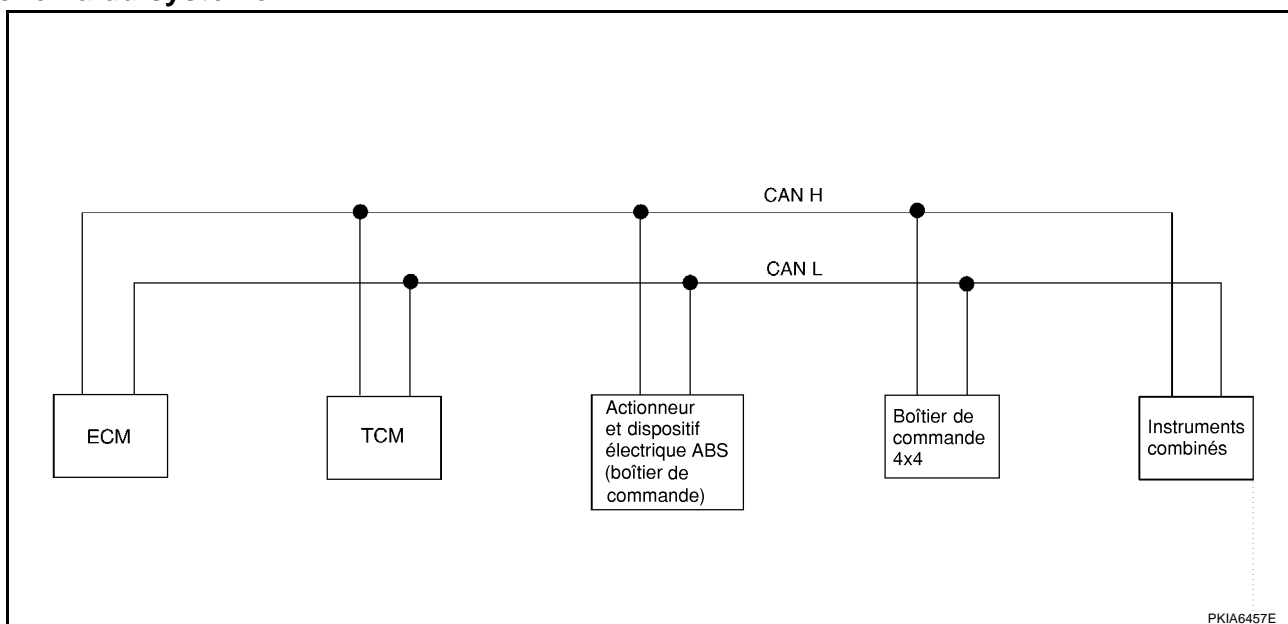 CAN H
CAN L
ECM
TCM
Actionneur
et dispositif
électrique ABS
(boîtier de
commande)
Boîtier de
commande
4x4
Instruments
combinés
PKIA6457E